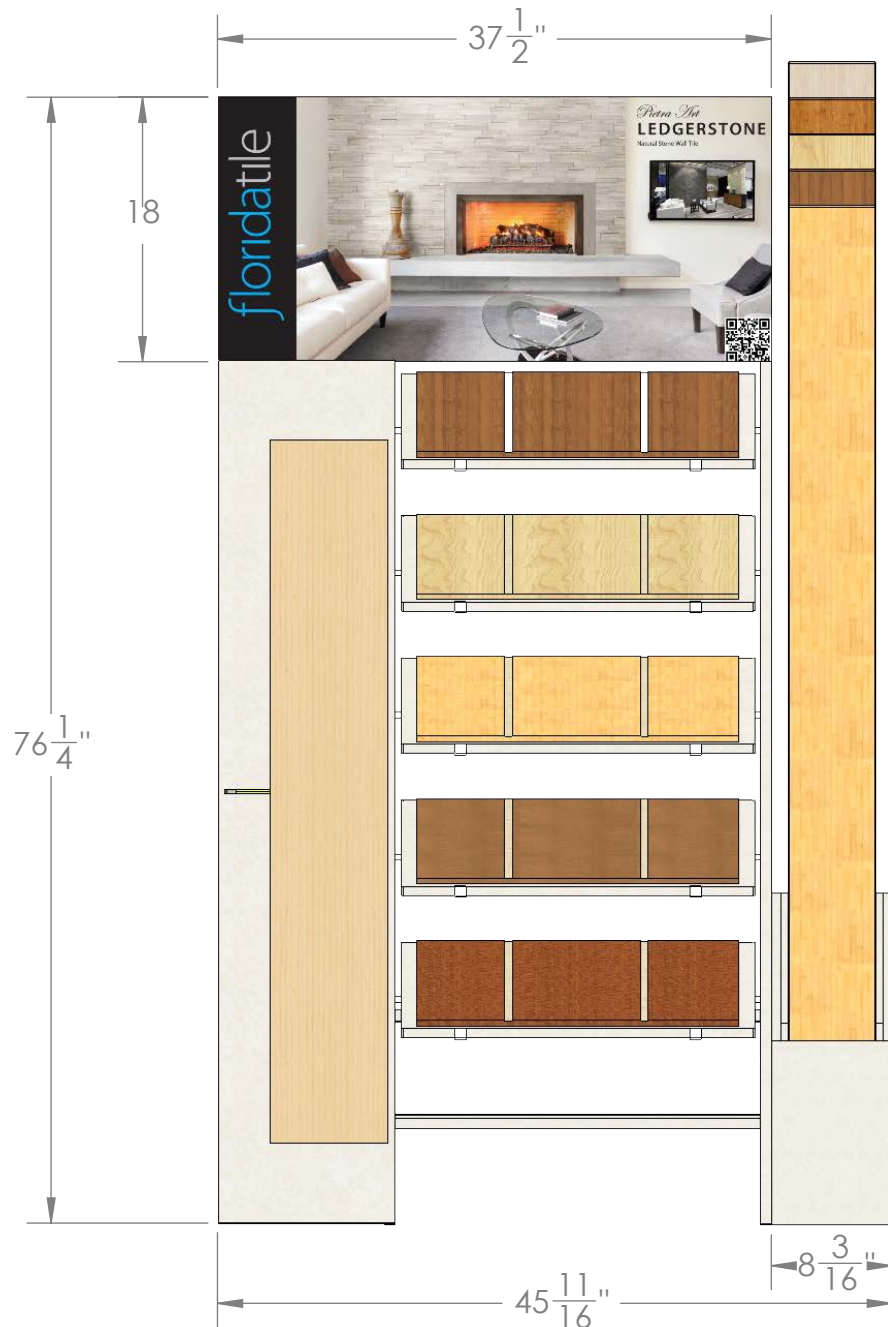 37 1/2"
18
floridatile
Pietra Art
LEDGERSTONE
Natural Stone Wall Tile
76 1/4"
8 3/16"
45 11/16"